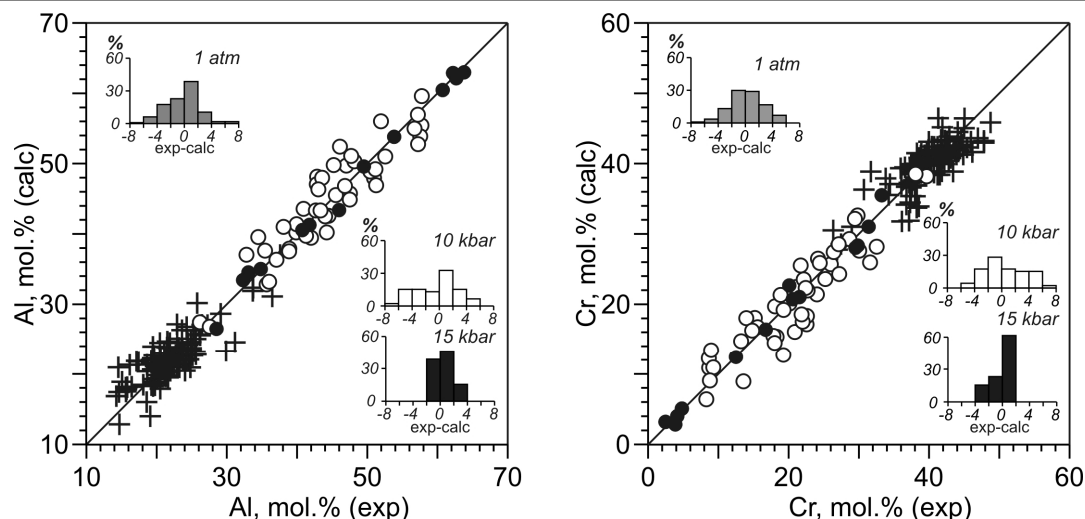 70
50
30
10
Al, mol.% (calc)
10
30
50
70
Al, mol.% (exp)
%
1 atm
60
30
0
-8 -4 0 4 8
exp-calc
%
10 kbar
60
30
0
-8 -4 0 4 8
15 kbar
60
30
0
-8 -4 0 4 8
exp-calc
60
40
20
0
Cr, mol.% (calc)
0
20
40
60
Cr, mol.% (exp)
%
1 atm
60
30
0
-8 -4 0 4 8
exp-calc
%
10 kbar
60
30
0
-8 -4 0 4 8
15 kbar
60
30
0
-8 -4 0 4 8
exp-calc